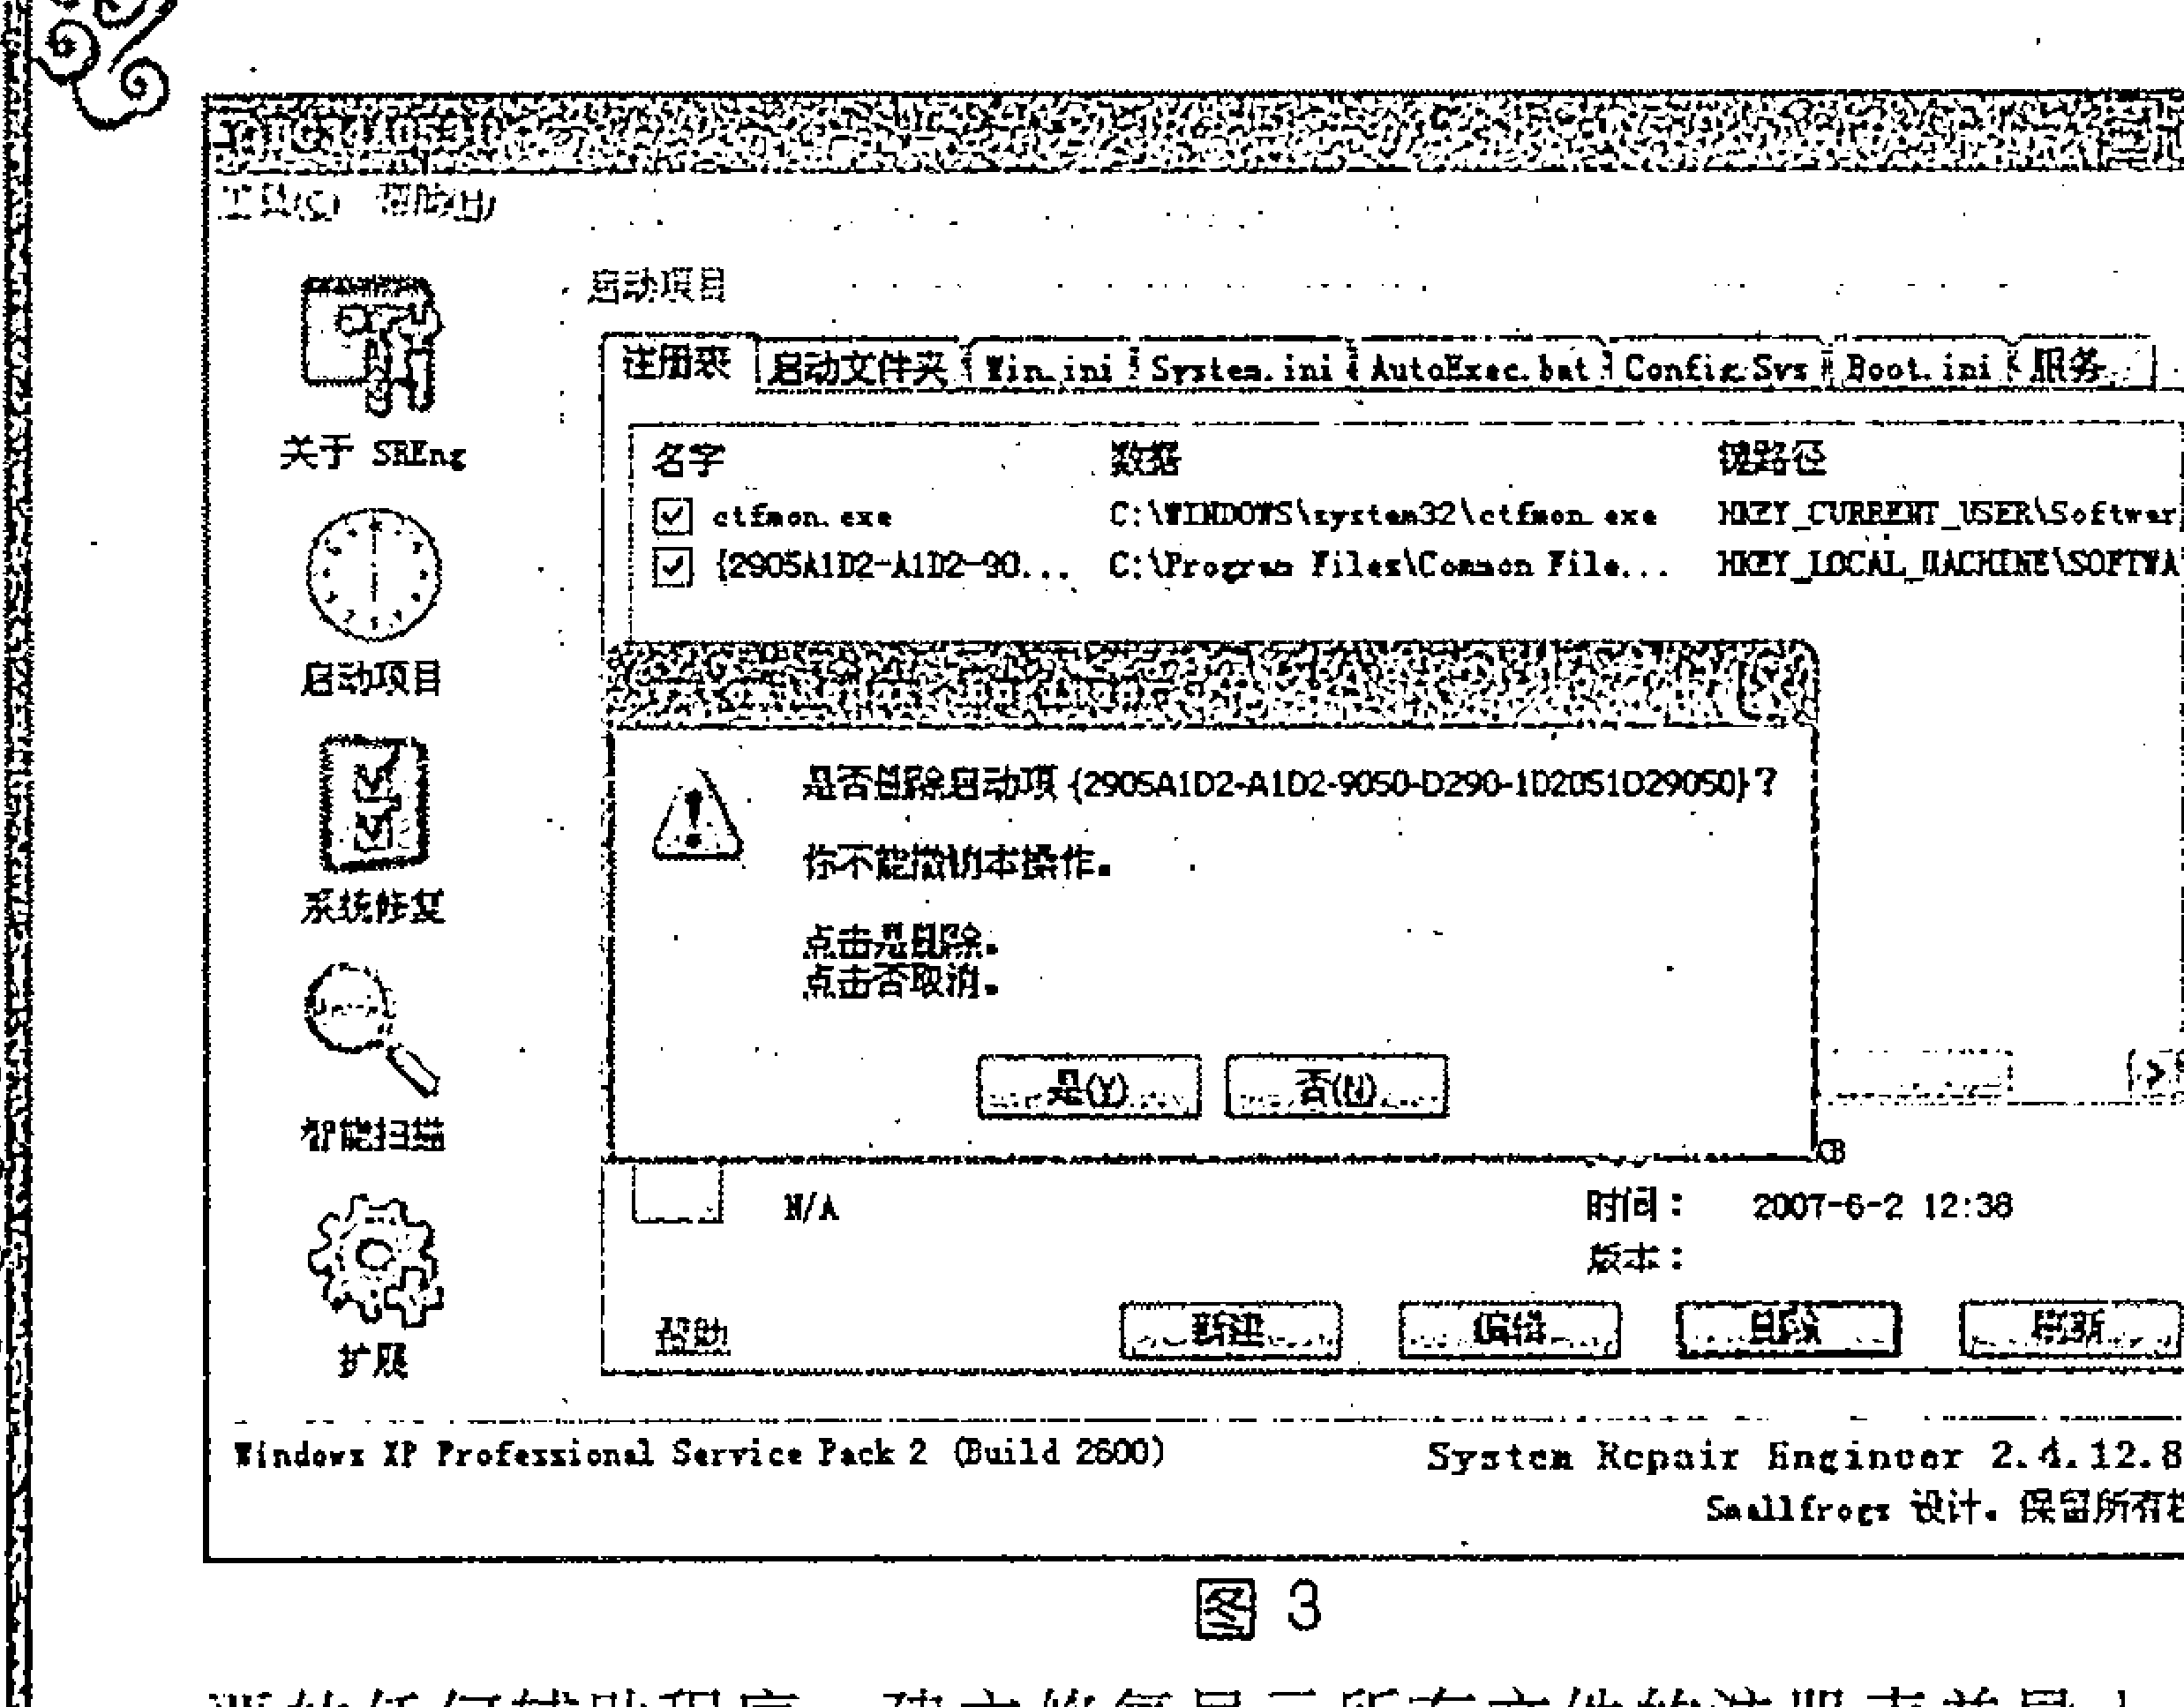 工具(C) 帮助(H)
启动项目
注册表 启动文件夹 Win.ini System.ini AutoExec.bat Config.Sys Boot.ini 服务
关于 SREng
名字 数据 键路径
ctfmon.exe C:\WINDOWS\system32\ctfmon.exe HKEY_CURRENT_USER\Softwar
{2905A1D2-A1D2-90... C:\Program Files\Common File... HKEY_LOCAL_MACHINE\SOFTWA
启动项目
是否删除启动项 {2905A1D2-A1D2-9050-D290-1D2051D29050}?
你不能撤销本操作。
系统修复
点击是删除。
点击否取消。
是(Y) 否(N)
智能扫描
N/A 时间: 2007-6-2 12:38
版本:
帮助 新建 编辑 删除 刷新
扩展
Windows XP Professional Service Pack 2 (Build 2600) System Repair Engineer 2.4.12.8
Smallfrogs 设计。保留所有
图 3